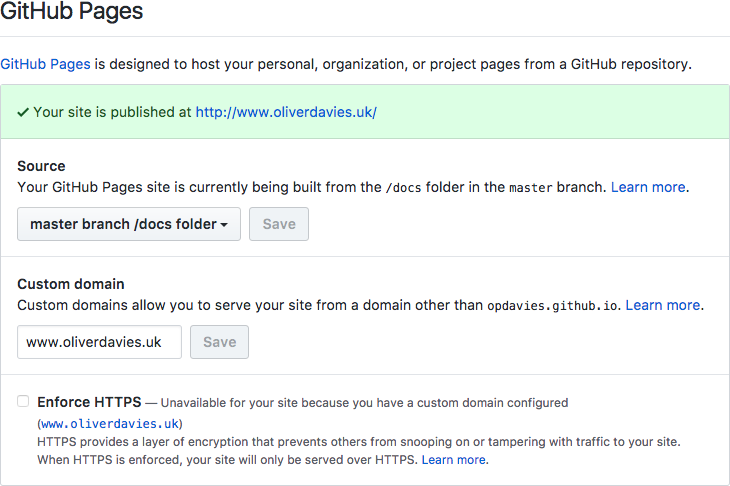 GitHub Pages
GitHub Pages is designed to host your personal, organization, or project pages from a GitHub repository.
✓ Your site is published at http://www.oliverdavies.uk/
Source
Your GitHub Pages site is currently being built from the /docs folder in the master branch. Learn more.
master branch /docs folder Save
Custom domain
Custom domains allow you to serve your site from a domain other than opdavies.github.io. Learn more.
www.oliverdavies.uk Save
Enforce HTTPS — Unavailable for your site because you have a custom domain configured
(www.oliverdavies.uk)
HTTPS provides a layer of encryption that prevents others from snooping on or tampering with traffic to your site.
When HTTPS is enforced, your site will only be served over HTTPS. Learn more.